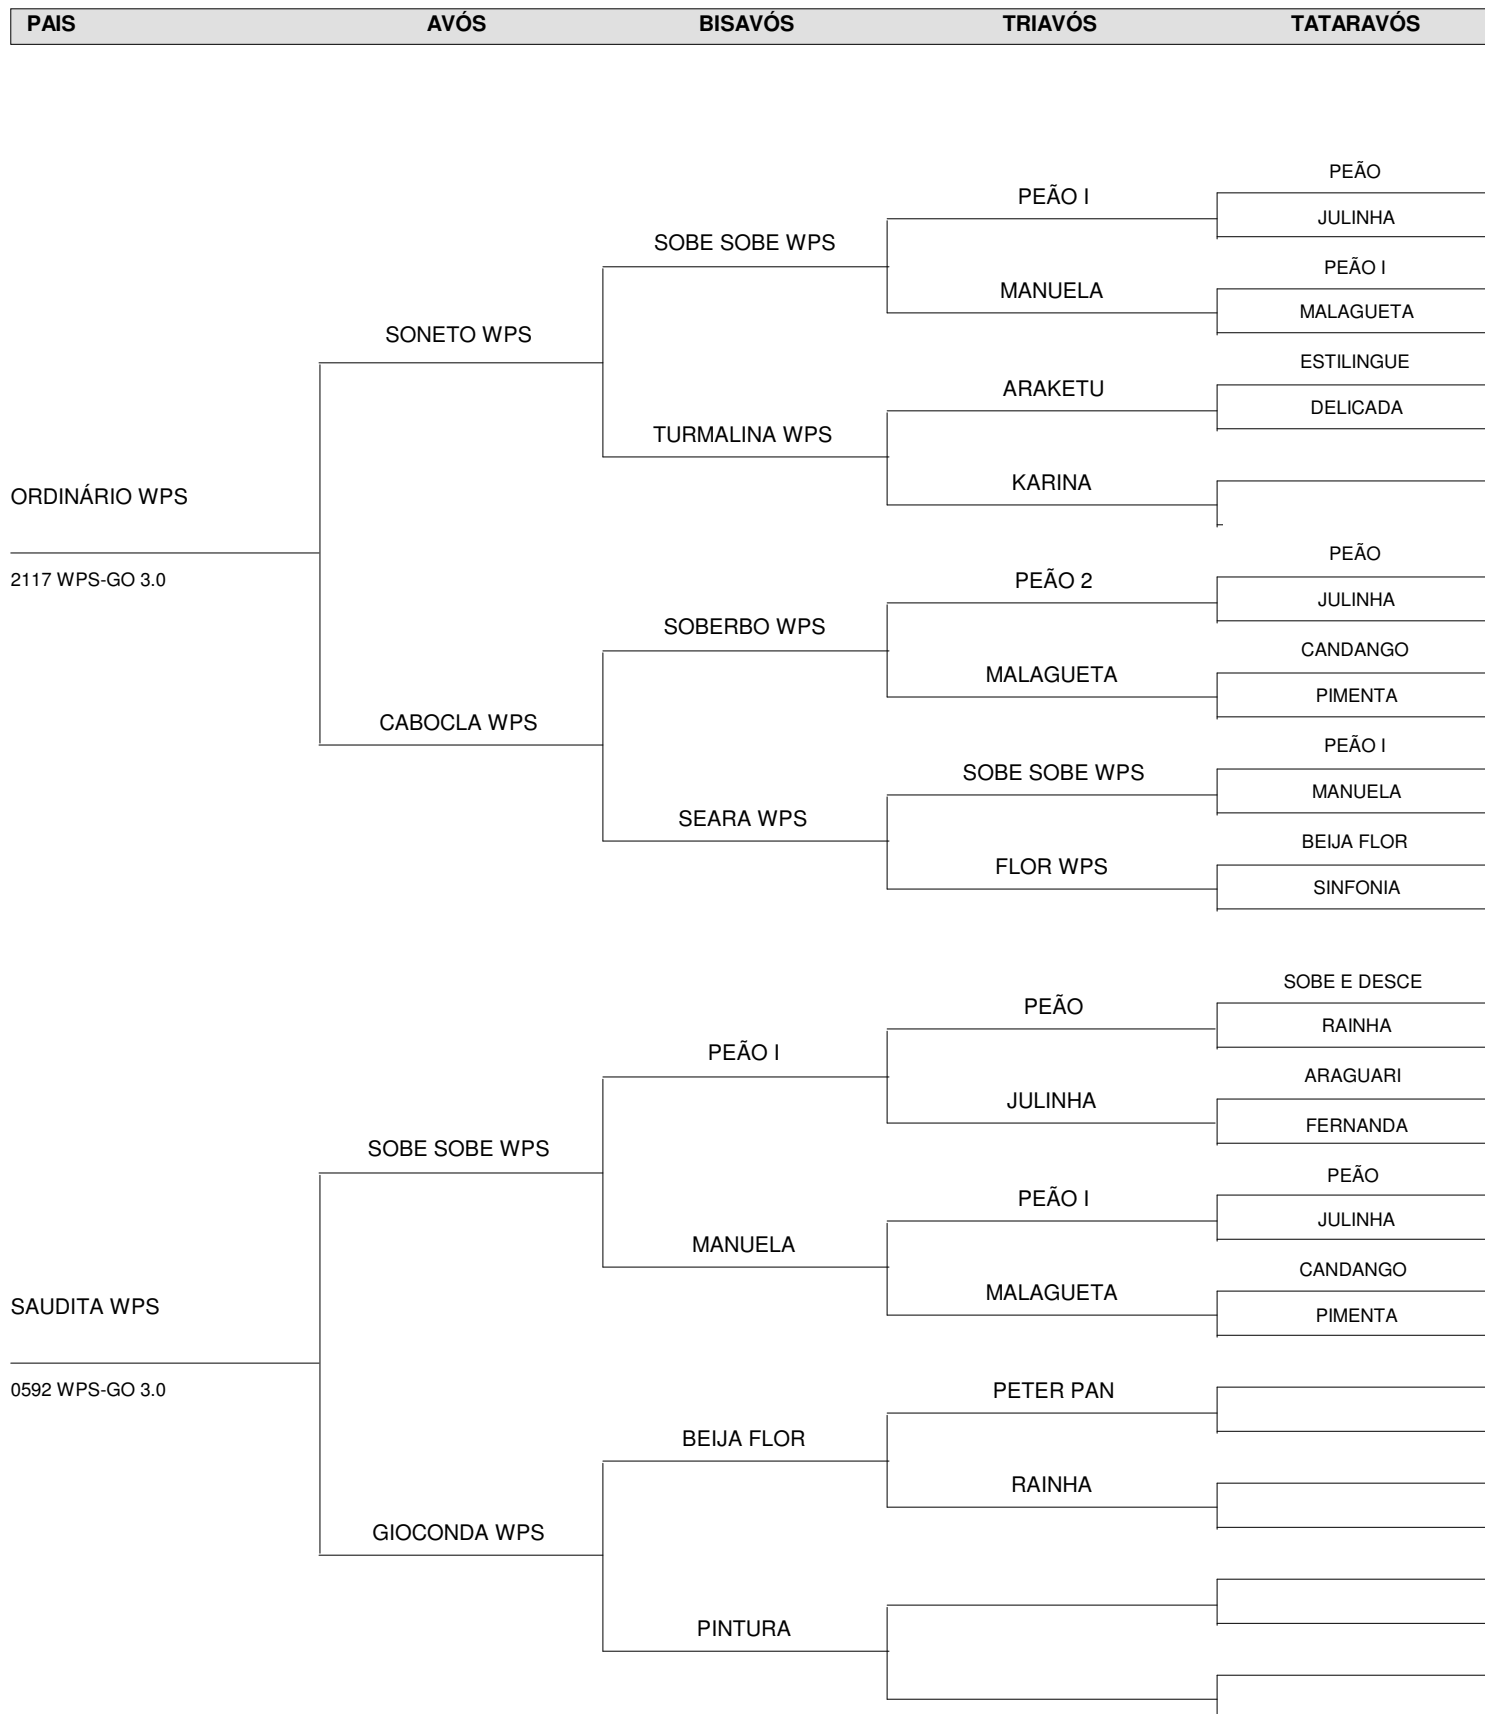 PAIS AVÓS BISAVÓS TRIAVÓS TATARAVÓS
PEÃO
PEÃO I
JULINHA
SOBE SOBE WPS
PEÃO I
MANUELA
MALAGUETA
SONETO WPS
ESTILINGUE
ARAKETU
DELICADA
TURMALINA WPS
KARINA
ORDINÁRIO WPS
PEÃO
2117 WPS-GO 3.0
PEÃO 2
JULINHA
SOBERBO WPS
CANDANGO
MALAGUETA
PIMENTA
CABOCLA WPS
PEÃO I
SOBE SOBE WPS
MANUELA
SEARA WPS
BEIJA FLOR
FLOR WPS
SINFONIA
SOBE E DESCE
PEÃO
RAINHA
PEÃO I
ARAGUARI
JULINHA
FERNANDA
SOBE SOBE WPS
PEÃO
PEÃO I
JULINHA
MANUELA
CANDANGO
MALAGUETA
SAUDITA WPS
PIMENTA
0592 WPS-GO 3.0
PETER PAN
BEIJA FLOR
RAINHA
GIOCONDA WPS
PINTURA